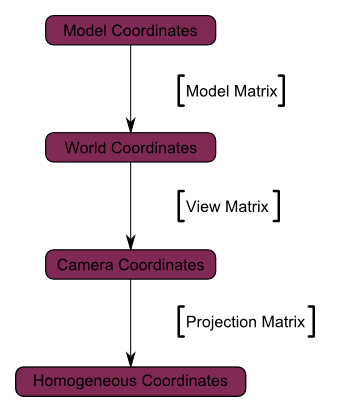 Model Coordinates
[Model Matrix]
World Coordinates
[View Matrix]
Camera Coordinates
[Projection Matrix]
Homogeneous Coordinates